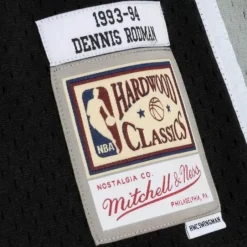 1993-94
DENNIS RODMAN
HARDWOOD
CLASSICS
NBA
NOSTALGIA CO.
Mitchell & Ness
PHILADELPHIA, PA.